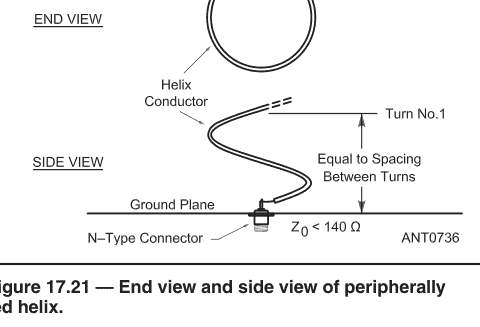 END VIEW
Helix
Conductor
Turn No.1
SIDE VIEW
Equal to Spacing
Between Turns
Ground Plane
N–Type Connector
Z0 < 140 Ω
ANT0736
igure 17.21 — End view and side view of peripherally
ed helix.